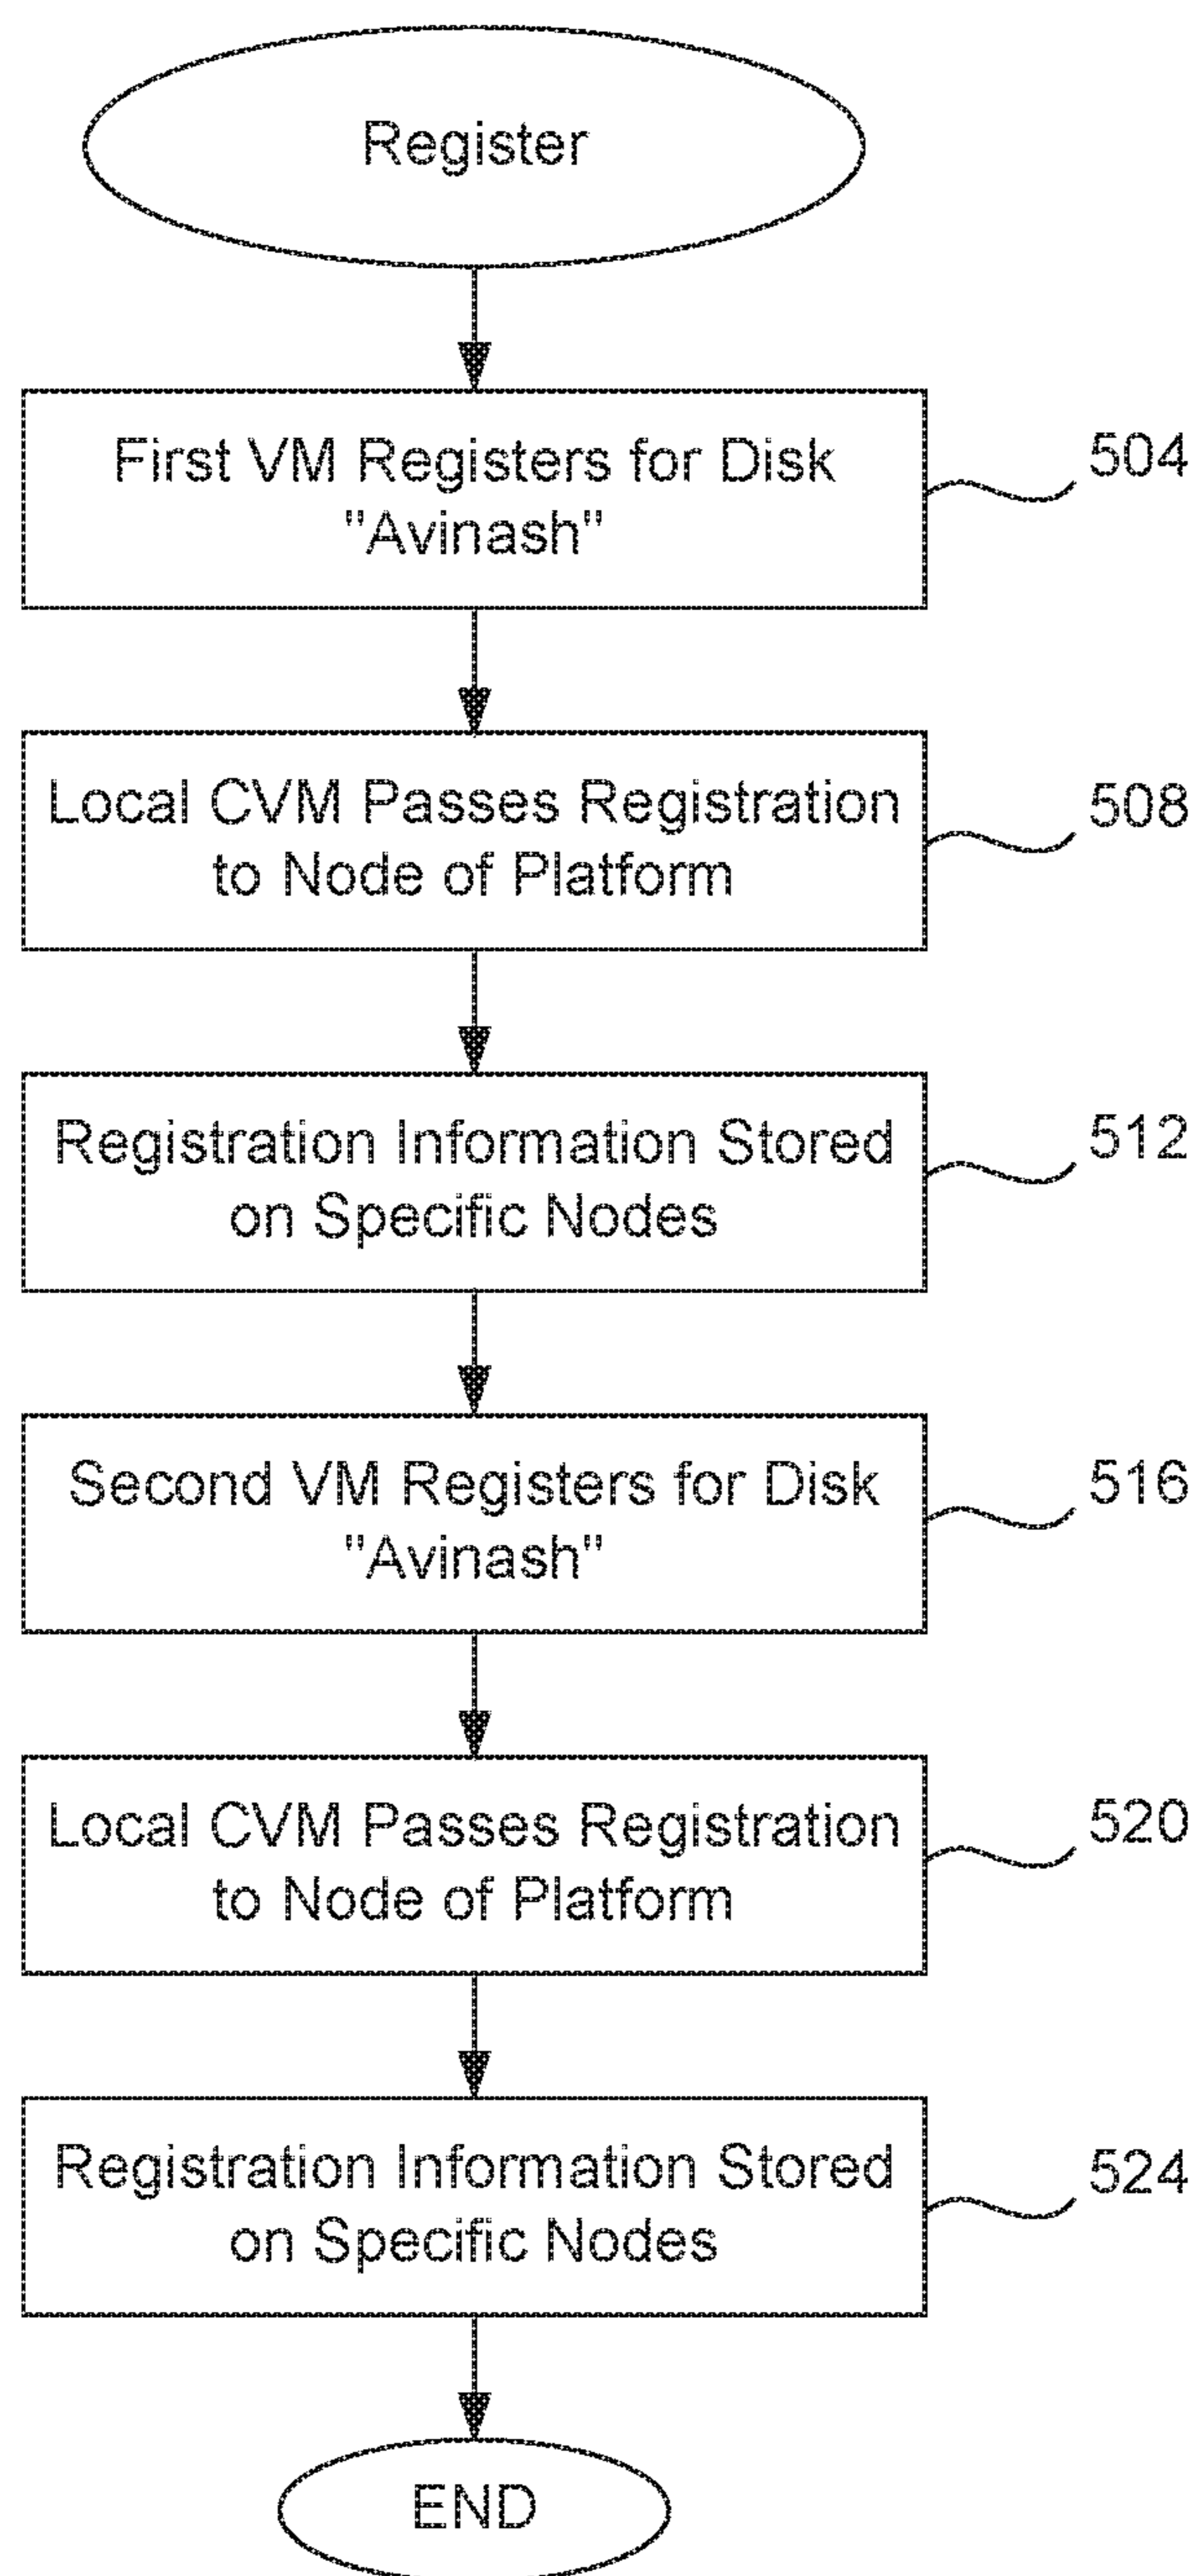 Register
First VM Registers for Disk
"Avinash"
504
Local CVM Passes Registration
to Node of Platform
508
Registration Information Stored
on Specific Nodes
512
Second VM Registers for Disk
"Avinash"
516
Local CVM Passes Registration
to Node of Platform
520
Registration Information Stored
on Specific Nodes
524
END